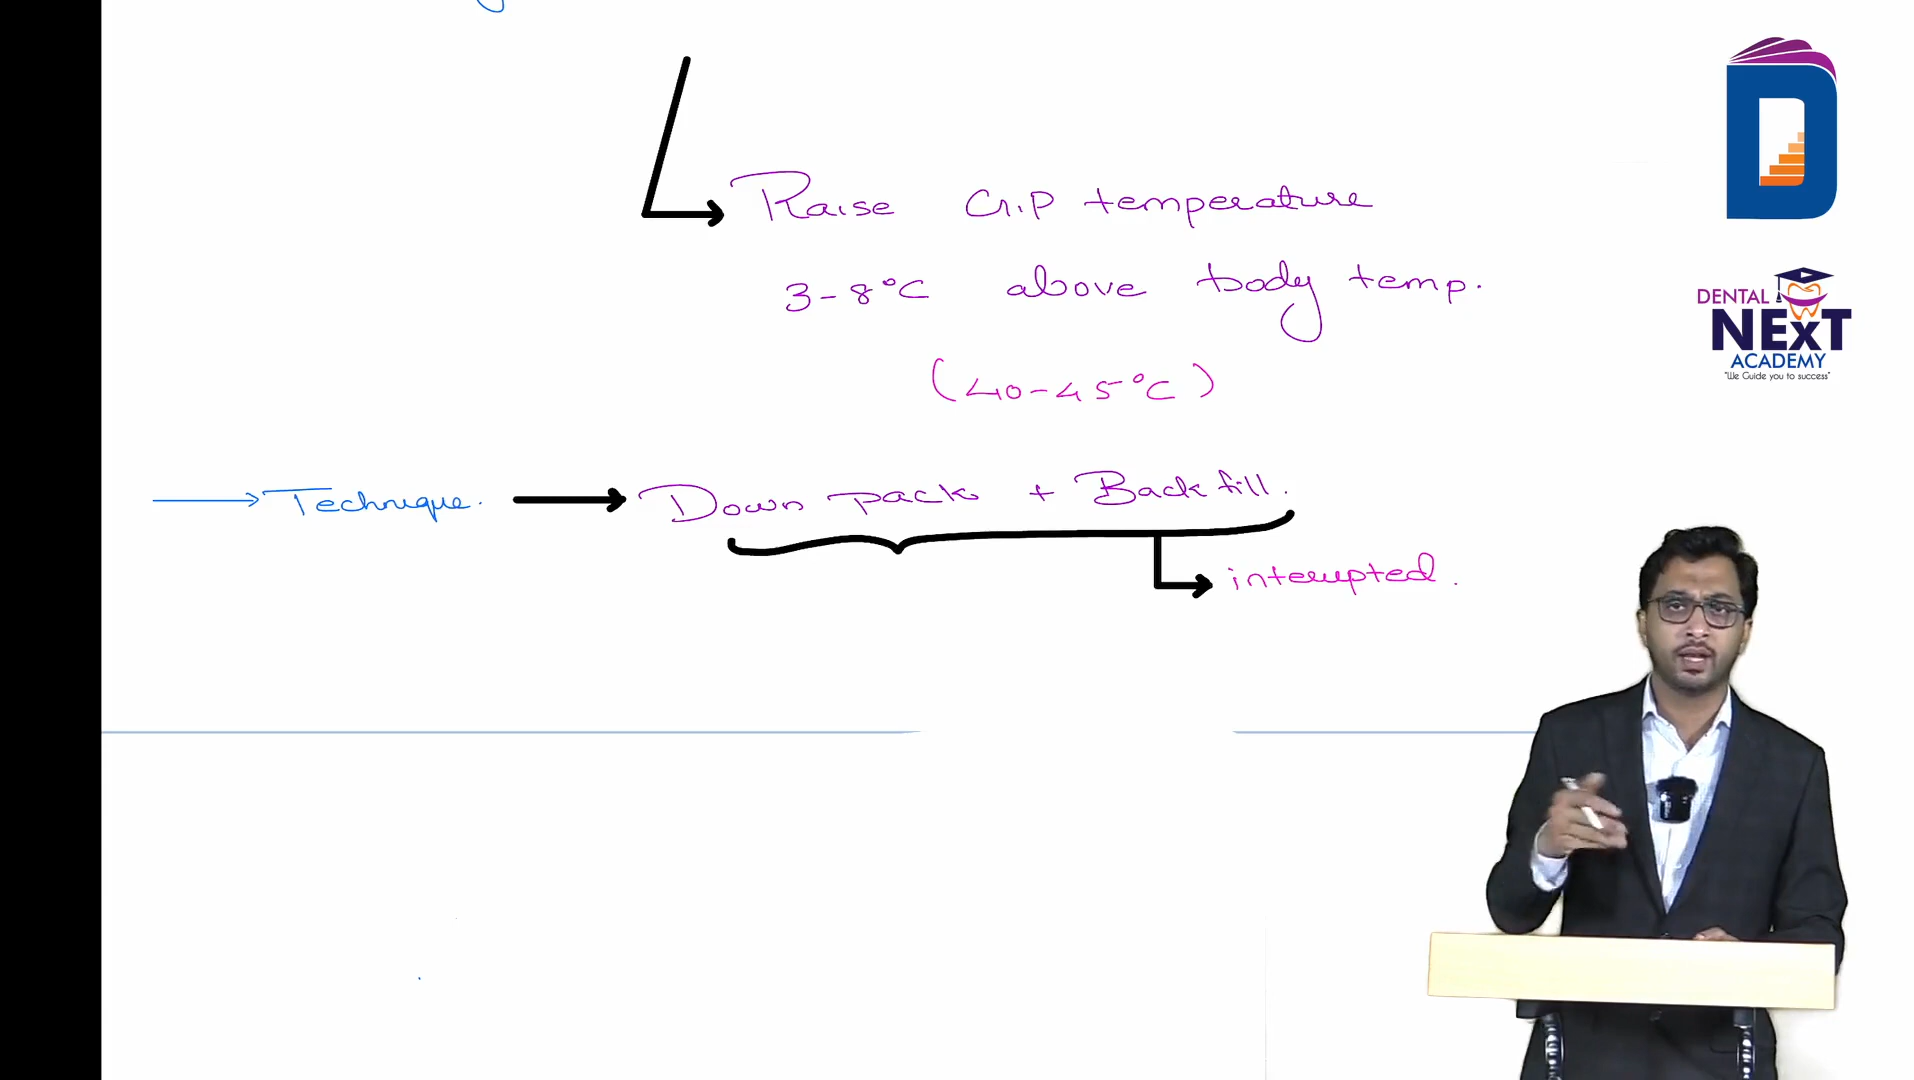 Raise G.P temperature
3-8°C above body temp.
(40-45°C)
Technique. Down pack + Back fill.
interrupted.
DENTAL
NExT
ACADEMY
"We Guide you to success"